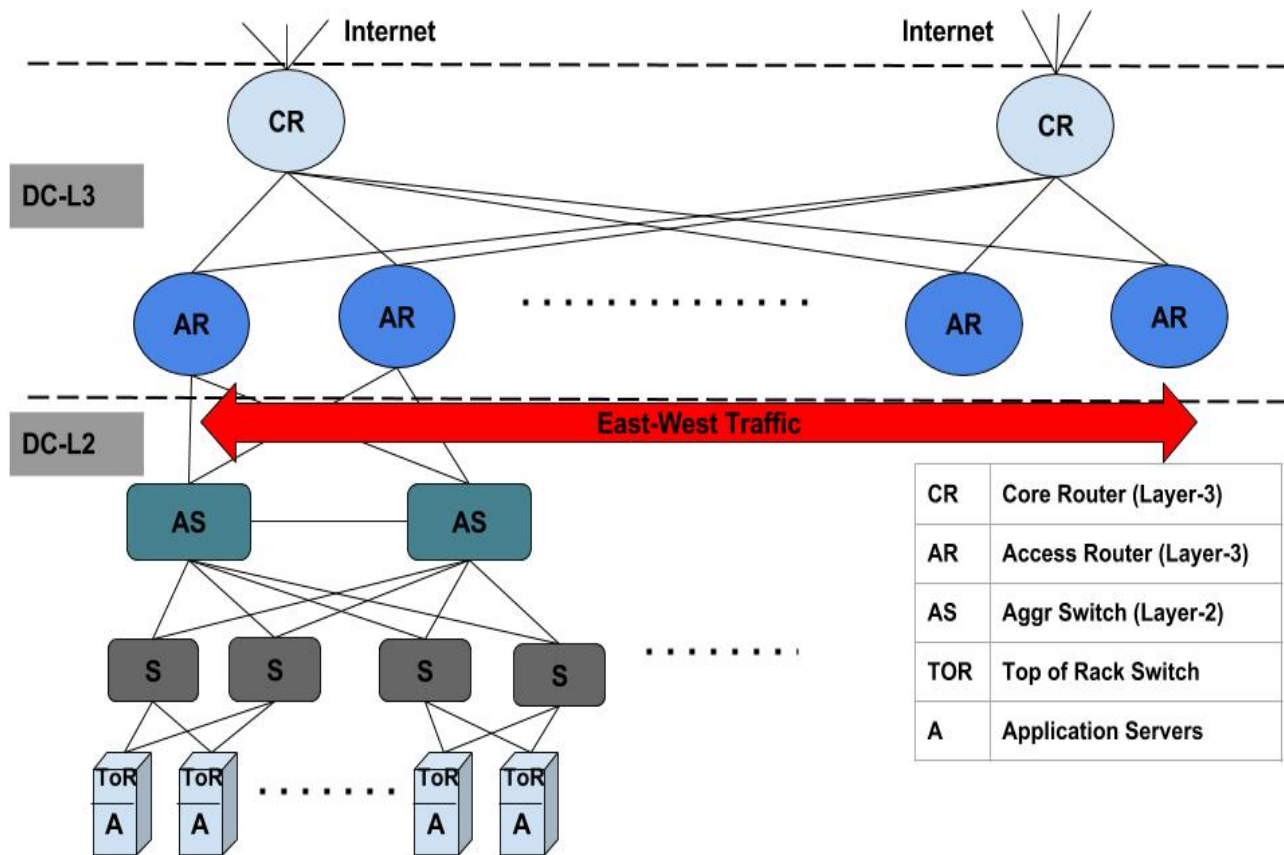 Internet
Internet
CR
CR
DC-L3
AR
AR
AR
AR
DC-L2
East-West Traffic
AS
AS
S
S
S
S
ToR
A
ToR
A
ToR
A
ToR
A
CR Core Router (Layer-3)
AR Access Router (Layer-3)
AS Aggr Switch (Layer-2)
TOR Top of Rack Switch
A Application Servers